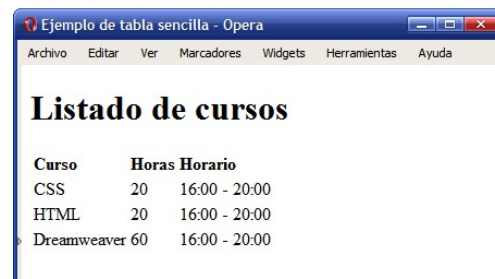 Ejemplo de tabla sencilla - Opera
Archivo Editar Ver Marcadores Widgets Herramientas Ayuda
Listado de cursos
Curso Horas Horario
CSS 20 16:00 - 20:00
HTML 20 16:00 - 20:00
Dreamweaver 60 16:00 - 20:00